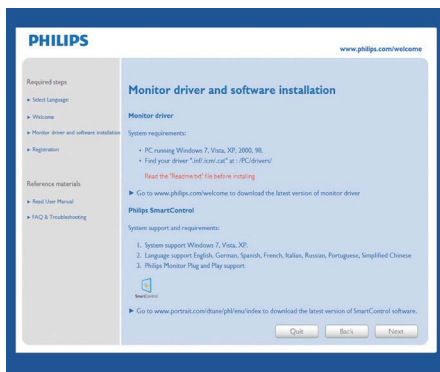 PHILIPS
www.philips.com/welcome
Required steps
► Select Language:
► Welcome
► Monitor driver and software installation
► Registration
Reference materials
► Read User Manual
► FAQ & Troubleshooting
Monitor driver and software installation
Monitor driver
System requirements:
• PC running Windows 7, Vista, XP, 2000, 98.
• Find your driver ".inf/.icm/.cat" at : /PC/drivers/
Read the 'Readme.txt' file before installing
► Go to www.philips.com/welcome to download the latest version of monitor driver
Philips SmartControl
System support and requirements:
1. System support Windows 7, Vista, XP.
2. Language support English, German, Spanish, French, Italian, Russian, Portuguese, Simplified Chinese
3. Philips Monitor Plug and Play support
SmartControl
► Go to www.portrait.com/dtune/phl/enu/index to download the latest version of SmartControl software.
Quit Back Next